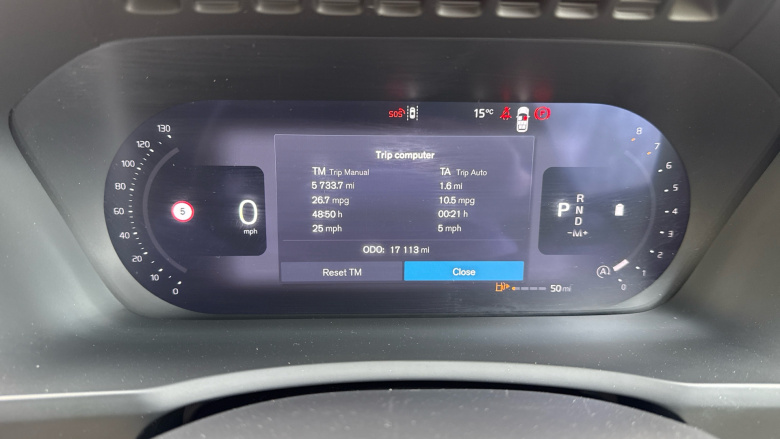 SOS
15°C
130
120
100
80
60
40
20
10
0
5
0
mph
Trip computer
TM Trip Manual
TA Trip Auto
5 733.7 mi
1.6 mi
26.7 mpg
10.5 mpg
48:50 h
00:21 h
25 mph
5 mph
ODO: 17 113 mi
Reset TM
Close
P
R
N
D
-M+
8
7
6
5
4
3
2
1
0
A
50 mi